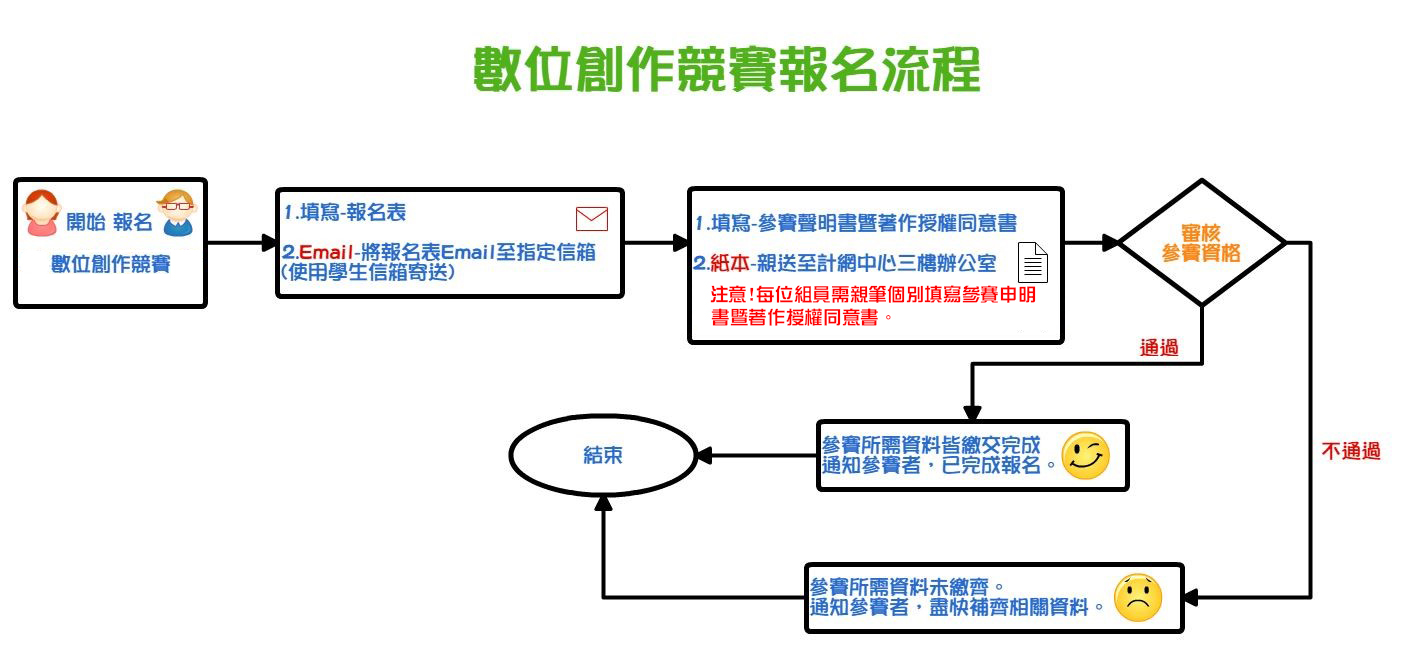 數位創作競賽報名流程
開始 報名
數位創作競賽
1.填寫-報名表
2.Email-將報名表Email至指定信箱
(使用學生信箱寄送)
1.填寫-參賽聲明書暨著作授權同意書
2.紙本-親送至計網中心三樓辦公室
注意!每位組員需親筆個別填寫參賽申明
書暨著作授權同意書。
審核
參賽資格
通過
不通過
參賽所需資料皆繳交完成
通知參賽者，已完成報名。
結束
參賽所需資料未繳齊。
通知參賽者，盡快補齊相關資料。